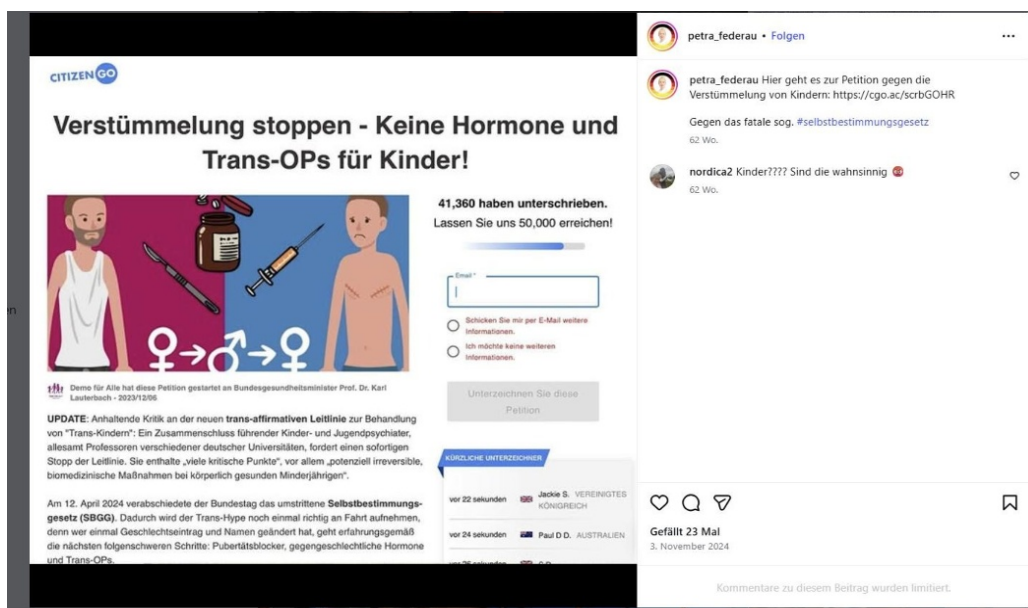 CITIZENGO
Verstümmelung stoppen - Keine Hormone und
Trans-OPs für Kinder!
41,360 haben unterschrieben.
Lassen Sie uns 50,000 erreichen!
Email *
Schicken Sie mir per E-Mail weitere
Informationen.
Ich möchte keine weiteren
Informationen.
Unterzeichnen Sie diese
Petition
Demo für Alle hat diese Petition gestartet an Bundesgesundheitsminister Prof. Dr. Karl
Lauterbach - 2023/12/06
UPDATE: Anhaltende Kritik an der neuen trans-affirmativen Leitlinie zur Behandlung
von "Trans-Kindern": Ein Zusammenschluss führender Kinder- und Jugendpsychiater,
allesamt Professoren verschiedener deutscher Universitäten, fordert einen sofortigen
Stopp der Leitlinie. Sie enthalte „viele kritische Punkte", vor allem „potenziell irreversible,
biomedizinische Maßnahmen bei körperlich gesunden Minderjährigen".
Am 12. April 2024 verabschiedete der Bundestag das umstrittene Selbstbestimmungs-
gesetz (SBGG). Dadurch wird der Trans-Hype noch einmal richtig an Fahrt aufnehmen,
denn wer einmal Geschlechtseintrag und Namen geändert hat, geht erfahrungsgemäß
die nächsten folgenschweren Schritte: Pubertätsblocker, gegengeschlechtliche Hormone
und Trans-OPs.
KÜRZLICHE UNTERZEICHNER
vor 22 sekunden Jackie S. VEREINIGTES
KÖNIGREICH
vor 24 sekunden Paul D D. AUSTRALIEN
petra_federau • Folgen
petra_federau Hier geht es zur Petition gegen die
Verstümmelung von Kindern: https://cgo.ac/scrbGOHR
Gegen das fatale sog. #selbstbestimmungsgesetz
62 Wo.
nordica2 Kinder???? Sind die wahnsinnig
62 Wo.
Gefällt 23 Mal
3. November 2024
Kommentare zu diesem Beitrag wurden limitiert.